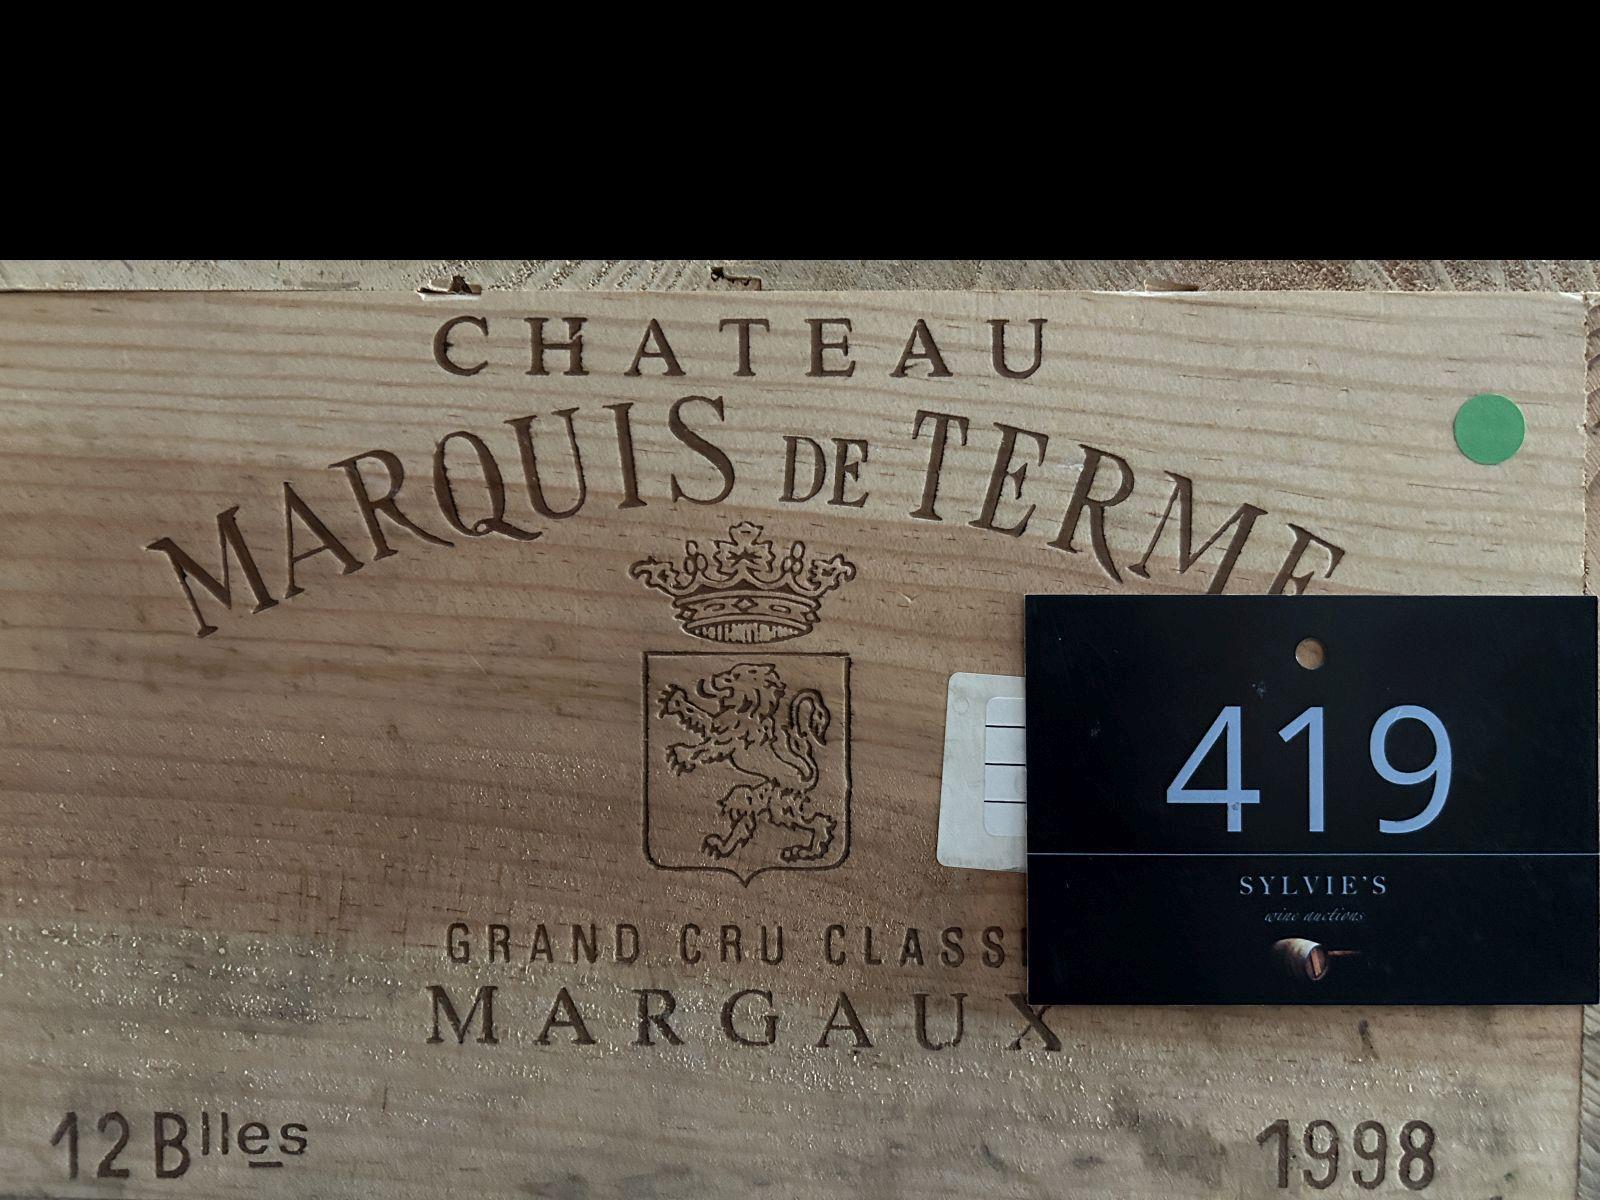 CHATEAU
MARQUIS DE TERME
GRAND CRU CLASS
MARGAUX
12 Blles
1998
419
SYLVIE'S
wine auctions